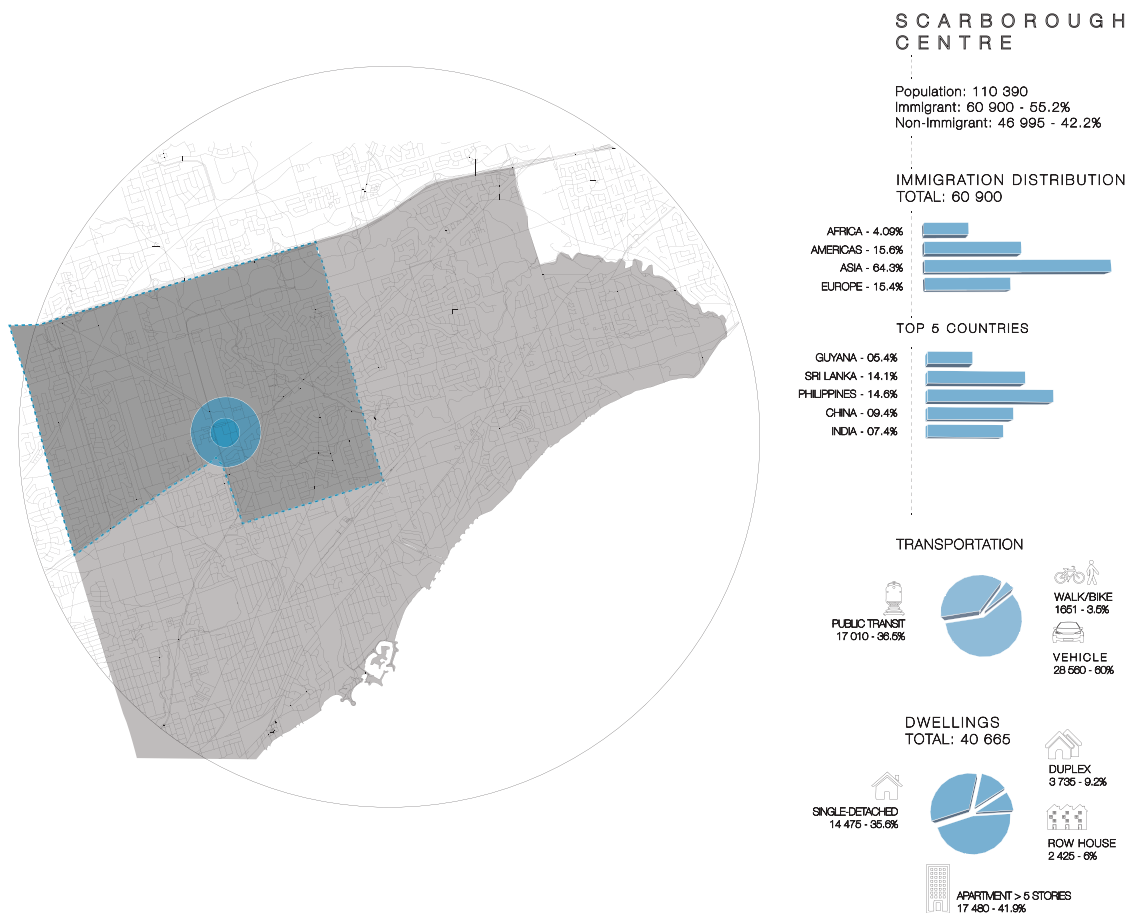 SCARBOROUGH
CENTRE
Population: 110 390
Immigrant: 60 900 - 55.2%
Non-Immigrant: 46 995 - 42.2%
IMMIGRATION DISTRIBUTION
TOTAL: 60 900
AFRICA - 4.09%
AMERICAS - 15.6%
ASIA - 64.3%
EUROPE - 15.4%
TOP 5 COUNTRIES
GUYANA - 05.4%
SRI LANKA - 14.1%
PHILIPPINES - 14.6%
CHINA - 09.4%
INDIA - 07.4%
TRANSPORTATION
PUBLIC TRANSIT
17 010 - 36.5%
WALK/BIKE
1651 - 3.5%
VEHICLE
28 560 - 60%
DWELLINGS
TOTAL: 40 665
SINGLE-DETACHED
14 475 - 35.6%
DUPLEX
3 735 - 9.2%
ROW HOUSE
2 425 - 6%
APARTMENT > 5 STORIES
17 480 - 41.9%